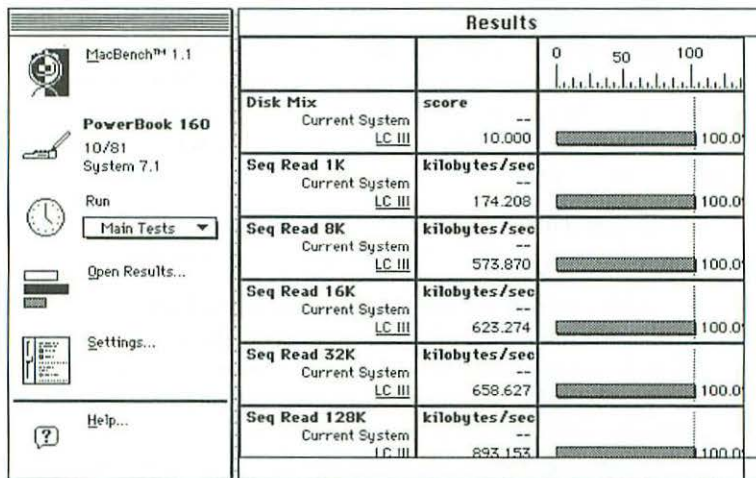 MacBench™ 1.1
PowerBook 160
10/81
System 7.1
Run
Main Tests
Open Results...
Settings...
Help...
Results
0 50 100
Disk Mix score
Current System --
LC III 10.000 100.0
Seq Read 1K kilobytes/sec
Current System --
LC III 174.208 100.0
Seq Read 8K kilobytes/sec
Current System --
LC III 573.870 100.0
Seq Read 16K kilobytes/sec
Current System --
LC III 623.274 100.0
Seq Read 32K kilobytes/sec
Current System --
LC III 658.627 100.0
Seq Read 128K kilobytes/sec
Current System --
LC III 893.153 100.0